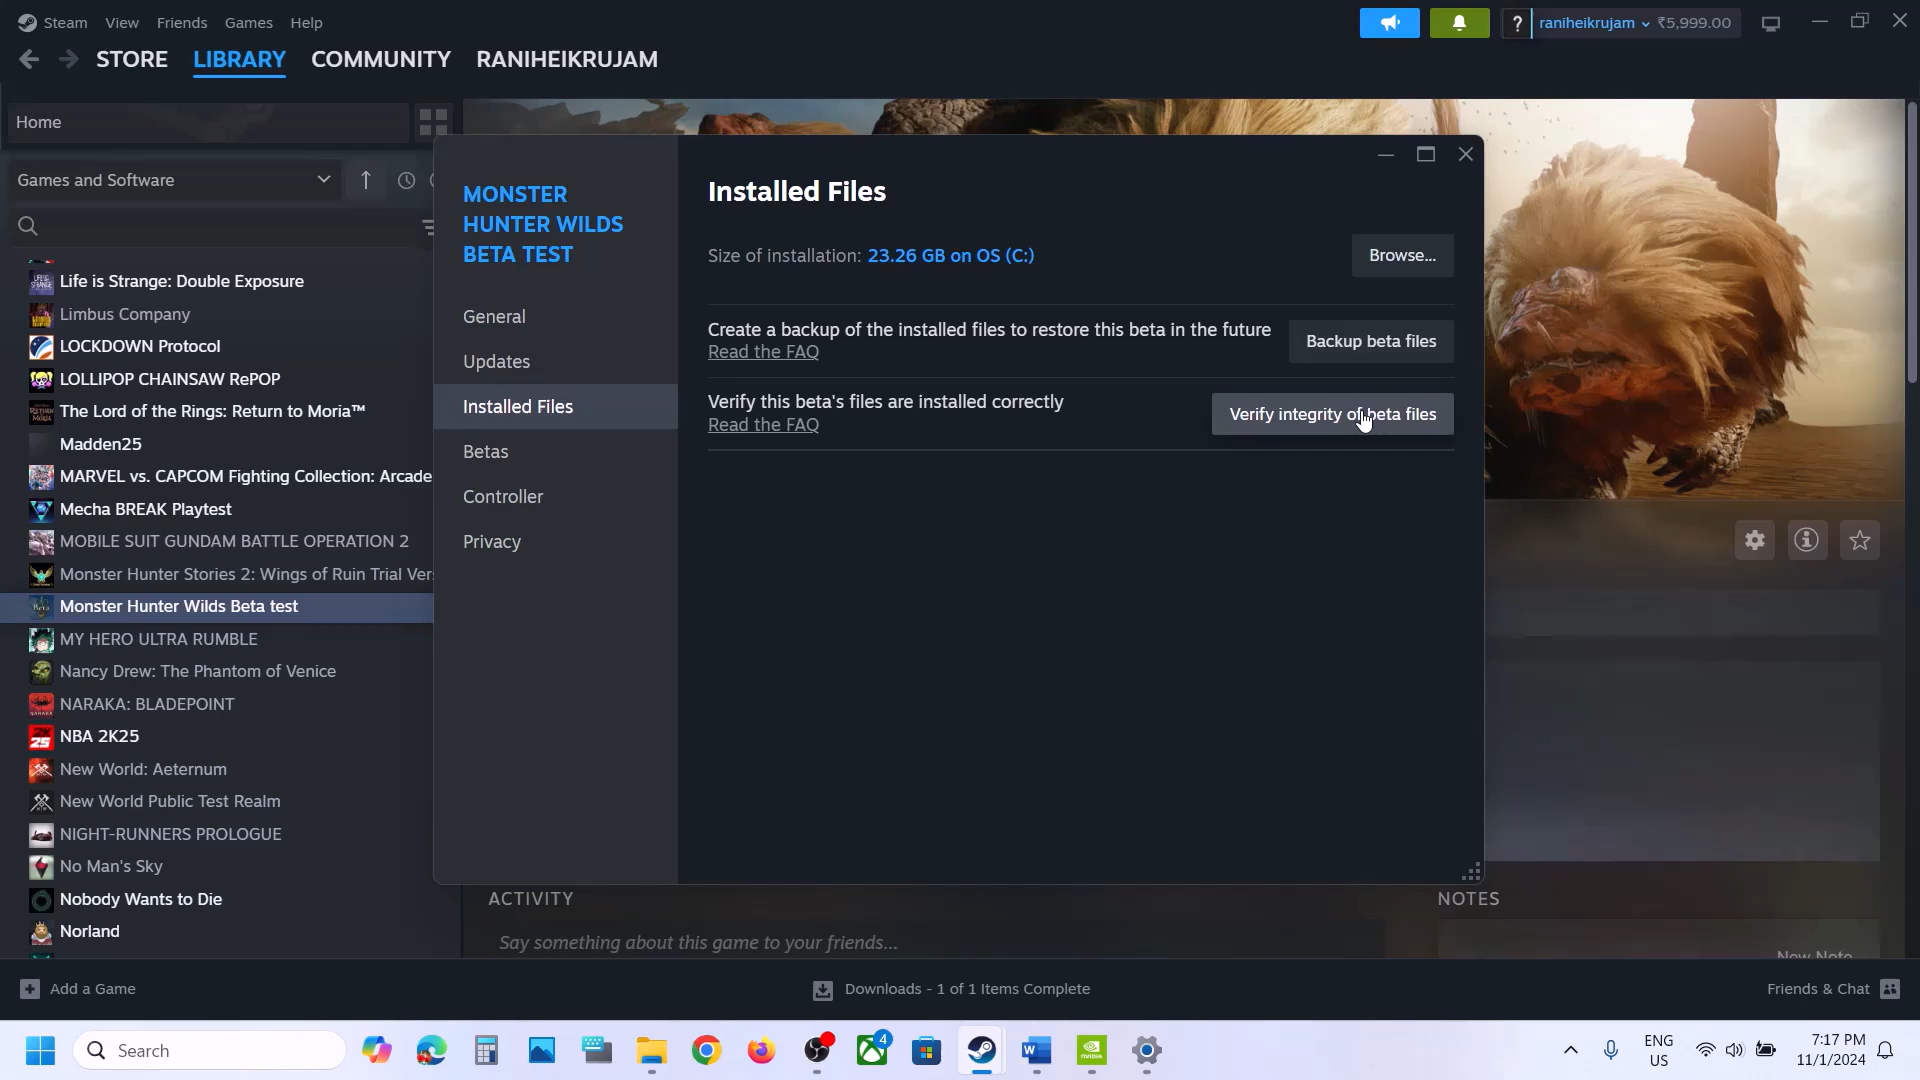 Steam View Friends Games Help
? raniheikrujam ₹5,999.00
STORE LIBRARY COMMUNITY RANIHEIKRUJAM
Home
Games and Software
Life is Strange: Double Exposure
Limbus Company
LOCKDOWN Protocol
LOLLIPOP CHAINSAW RePOP
The Lord of the Rings: Return to Moria™
Madden25
MARVEL vs. CAPCOM Fighting Collection: Arcade
Mecha BREAK Playtest
MOBILE SUIT GUNDAM BATTLE OPERATION 2
Monster Hunter Stories 2: Wings of Ruin Trial Ver
Monster Hunter Wilds Beta test
MY HERO ULTRA RUMBLE
Nancy Drew: The Phantom of Venice
NARAKA: BLADEPOINT
NBA 2K25
New World: Aeternum
New World Public Test Realm
NIGHT-RUNNERS PROLOGUE
No Man's Sky
Nobody Wants to Die
Norland
MONSTER
HUNTER WILDS
BETA TEST
General
Updates
Installed Files
Betas
Controller
Privacy
Installed Files
Size of installation: 23.26 GB on OS (C:)
Browse...
Create a backup of the installed files to restore this beta in the future
Read the FAQ
Backup beta files
Verify this beta's files are installed correctly
Read the FAQ
Verify integrity of beta files
ACTIVITY
Say something about this game to your friends...
NOTES
New Note
Add a Game
Downloads - 1 of 1 Items Complete
Friends & Chat
Search
4
ENG
US
7:17 PM
11/1/2024